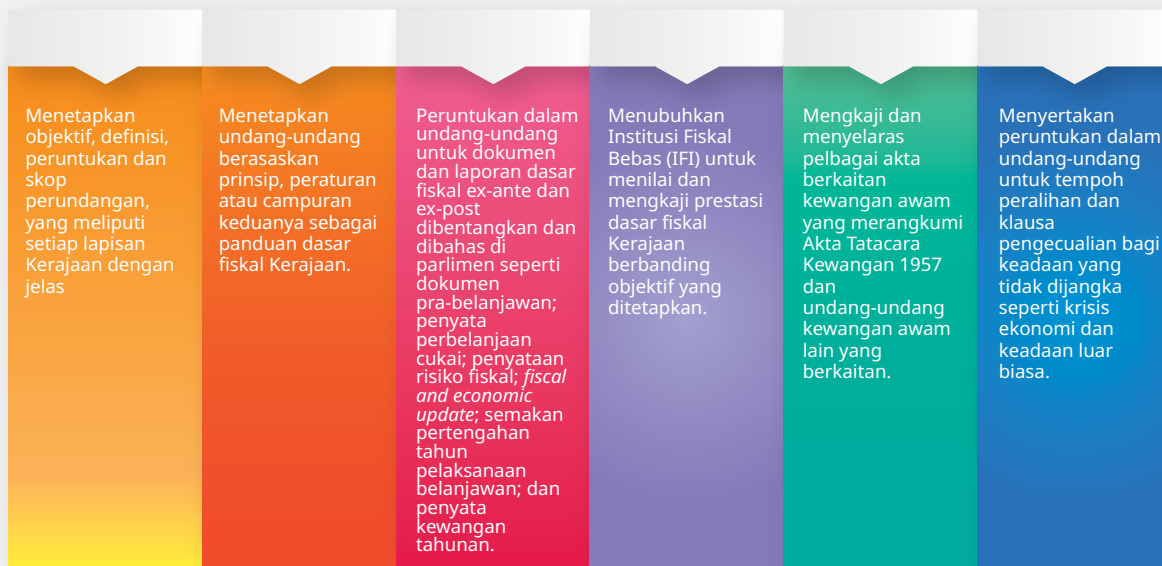 Menetapkan
objektif, definisi,
peruntukan dan
skop
perundangan,
yang meliputi
setiap lapisan
Kerajaan dengan
jelas
Menetapkan
undang-undang
berasaskan
prinsip, peraturan
atau campuran
keduanya sebagai
panduan dasar
fiskal Kerajaan.
Peruntukan dalam
undang-undang
untuk dokumen
dan laporan dasar
fiskal ex-ante dan
ex-post
dibentangkan dan
dibahas di
parlimen seperti
dokumen
pra-belanjawan;
penyata
perbelanjaan
cukai; penyataan
risiko fiskal; fiscal
and economic
update; semakan
pertengahan
tahun
pelaksanaan
belanjawan; dan
penyata
kewangan
tahunan.
Menubuhkan
Institusi Fiskal
Bebas (IFI) untuk
menilai dan
mengkaji prestasi
dasar fiskal
Kerajaan
berbanding
objektif yang
ditetapkan.
Mengkaji dan
menyelaras
pelbagai akta
berkaitan
kewangan awam
yang merangkumi
Akta Tatacara
Kewangan 1957
dan
undang-undang
kewangan awam
lain yang
berkaitan.
Menyertakan
peruntukan dalam
undang-undang
untuk tempoh
peralihan dan
klausa
pengecualian bagi
keadaan yang
tidak dijangka
seperti krisis
ekonomi dan
keadaan luar
biasa.